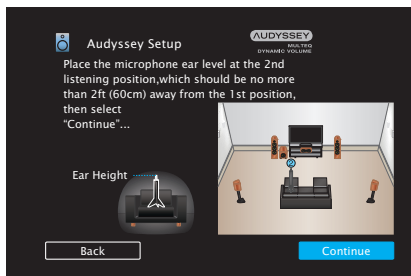 Audyssey Setup
AUDYSSEY
MULTEQ
DYNAMIC VOLUME
Place the microphone ear level at the 2nd
listening position,which should be no more
than 2ft (60cm) away from the 1st position,
then select
“Continue”...
Ear Height
Back
Continue